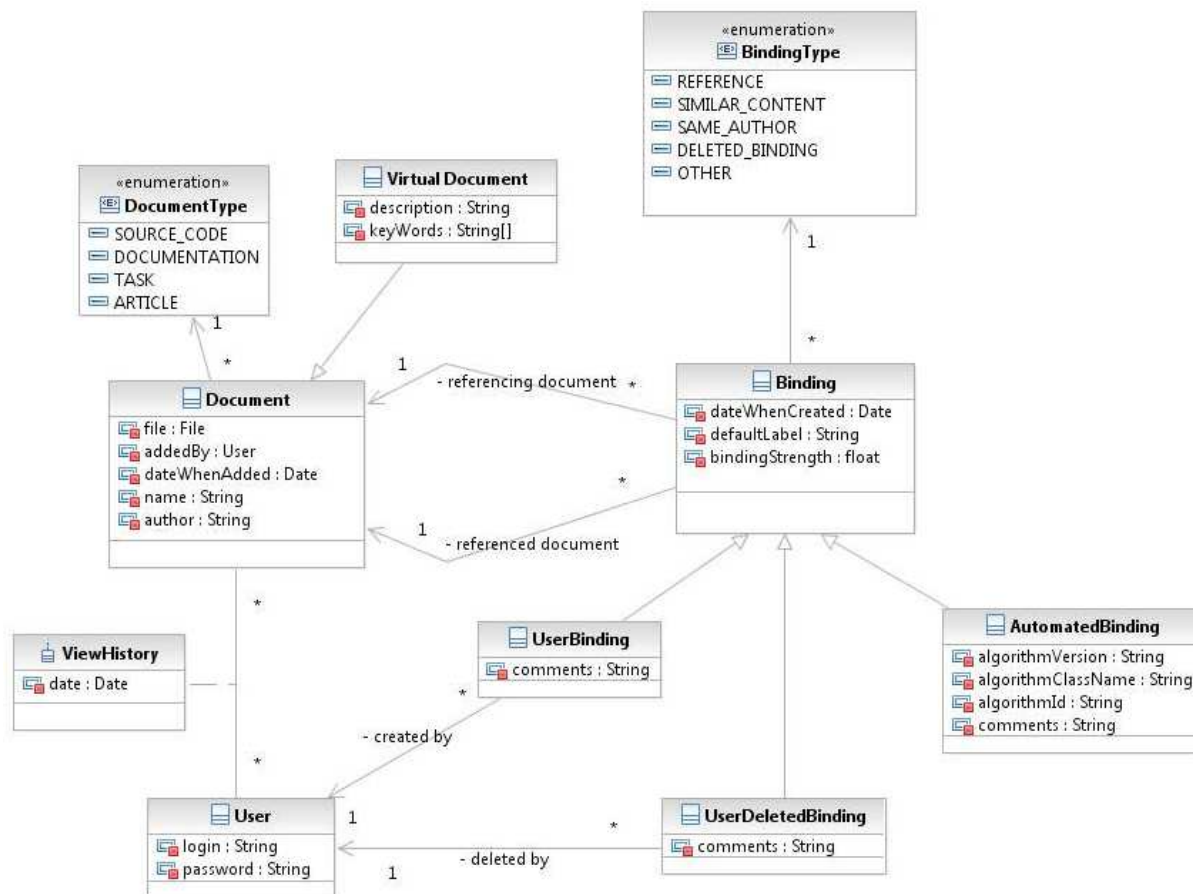 «enumeration»
BindingType
REFERENCE
SIMILAR_CONTENT
SAME_AUTHOR
DELETED_BINDING
OTHER
«enumeration»
DocumentType
SOURCE_CODE
DOCUMENTATION
TASK
ARTICLE
Virtual Document
description : String
keyWords : String[]
1
*
1
*
Document
file : File
addedBy : User
dateWhenAdded : Date
name : String
author : String
1
- referencing document
*
1
- referenced document
*
Binding
dateWhenCreated : Date
defaultLabel : String
bindingStrength : float
*
*
ViewHistory
date : Date
UserBinding
comments : String
*
- created by
1
AutomatedBinding
algorithmVersion : String
algorithmClassName : String
algorithmId : String
comments : String
User
login : String
password : String
*
- deleted by
1
UserDeletedBinding
comments : String